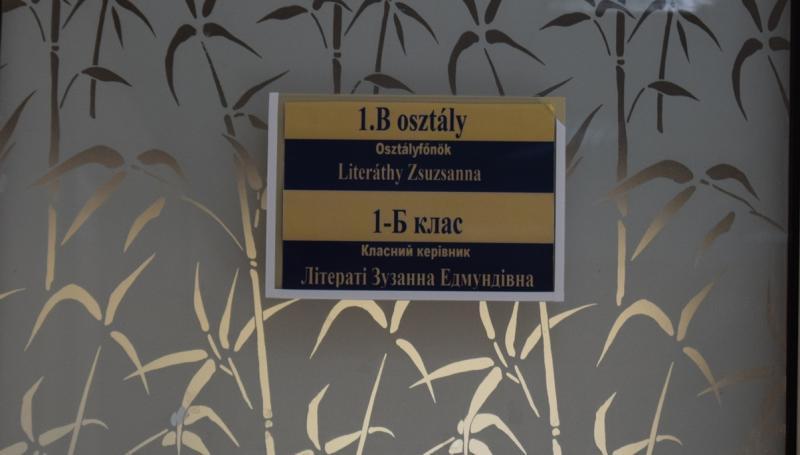 1.B osztály
Osztályfőnök
Literáthy Zsuzsanna
1-Б клас
Класний керівник
Літераті Зузанна Едмундівна